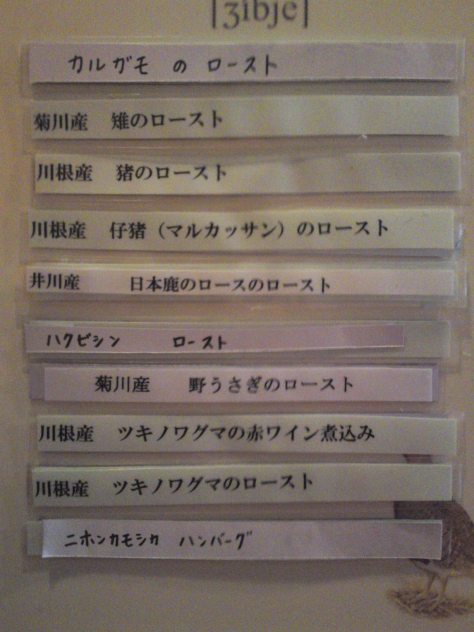 [ʒibje]
カルガモ の ロースト
菊川産 雉のロースト
川根産 猪のロースト
川根産 仔猪（マルカッサン）のロースト
井川産 日本鹿のロースのロースト
ハクビシン ロースト
菊川産 野うさぎのロースト
川根産 ツキノワグマの赤ワイン煮込み
川根産 ツキノワグマのロースト
ニホンカモシカ ハンバーグ